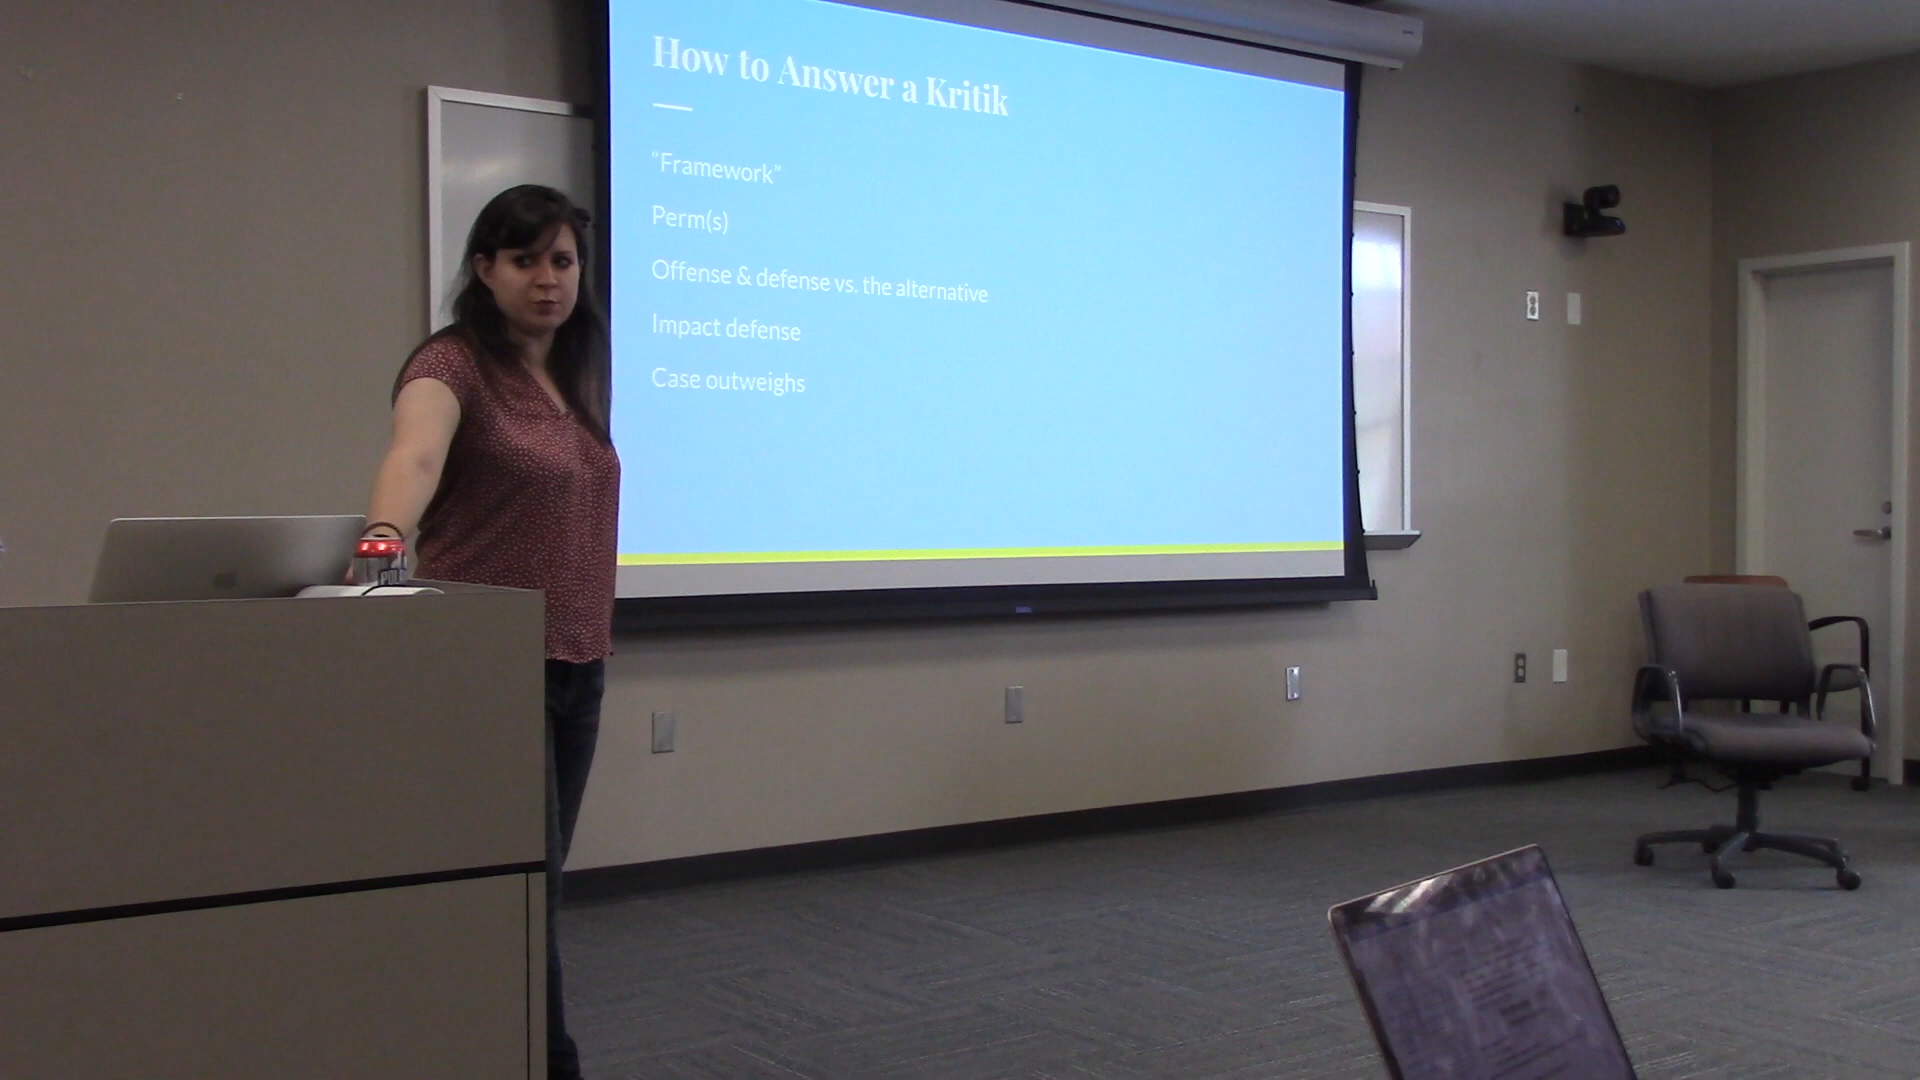 How to Answer a Kritik
“Framework”
Perm(s)
Offense & defense vs. the alternative
Impact defense
Case outweighs